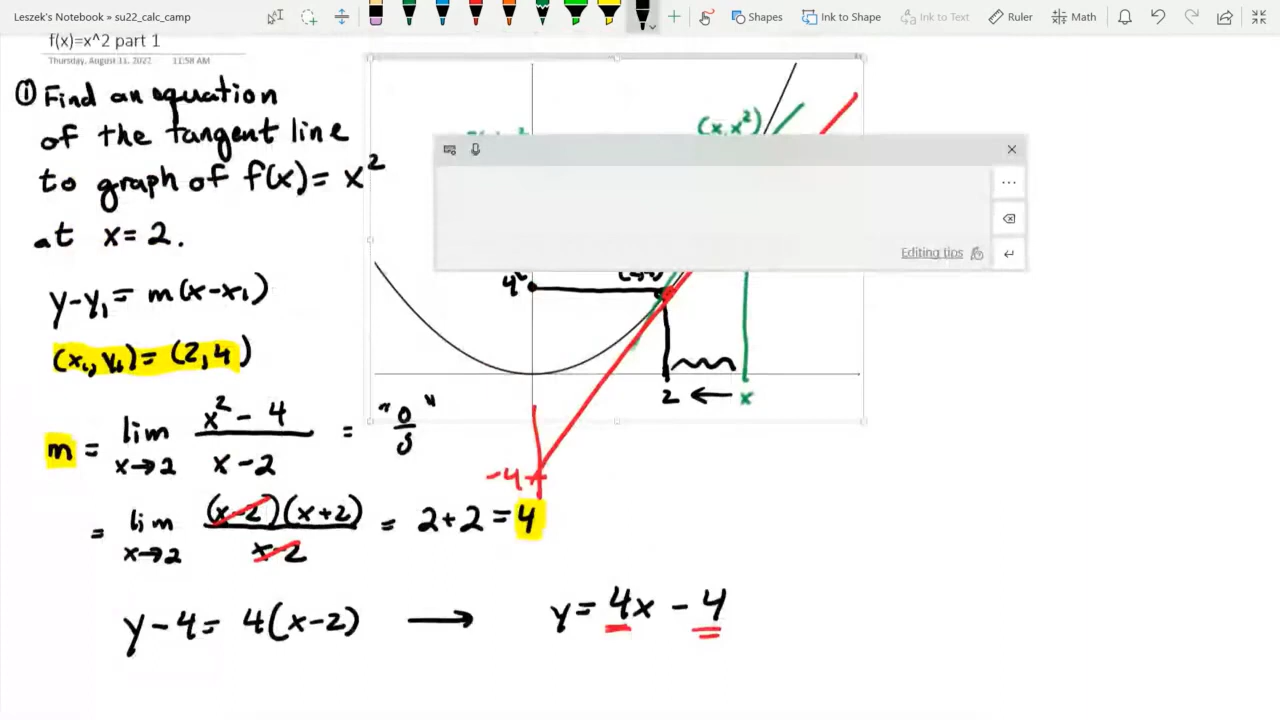 Leszek's Notebook » su22_calc_camp
Shapes
Ink to Shape
Ink to Text
Ruler
Math
f(x)=x^2 part 1
Thursday, August 11, 2022 11:58 AM
① Find an equation
of the tangent line
to graph of f(x) = x²
at x = 2.
y-y₁ = m(x-x₁)
(x₁, y₁) = (2,4)
m = lim x→2 (x² - 4)/(x-2) = "0/0"
= lim x→2 (x-2)(x+2)/(x-2) = 2+2 = 4
y-4 = 4(x-2) → y = 4x - 4
(x, x²)
Editing tips
2 ← x
-4